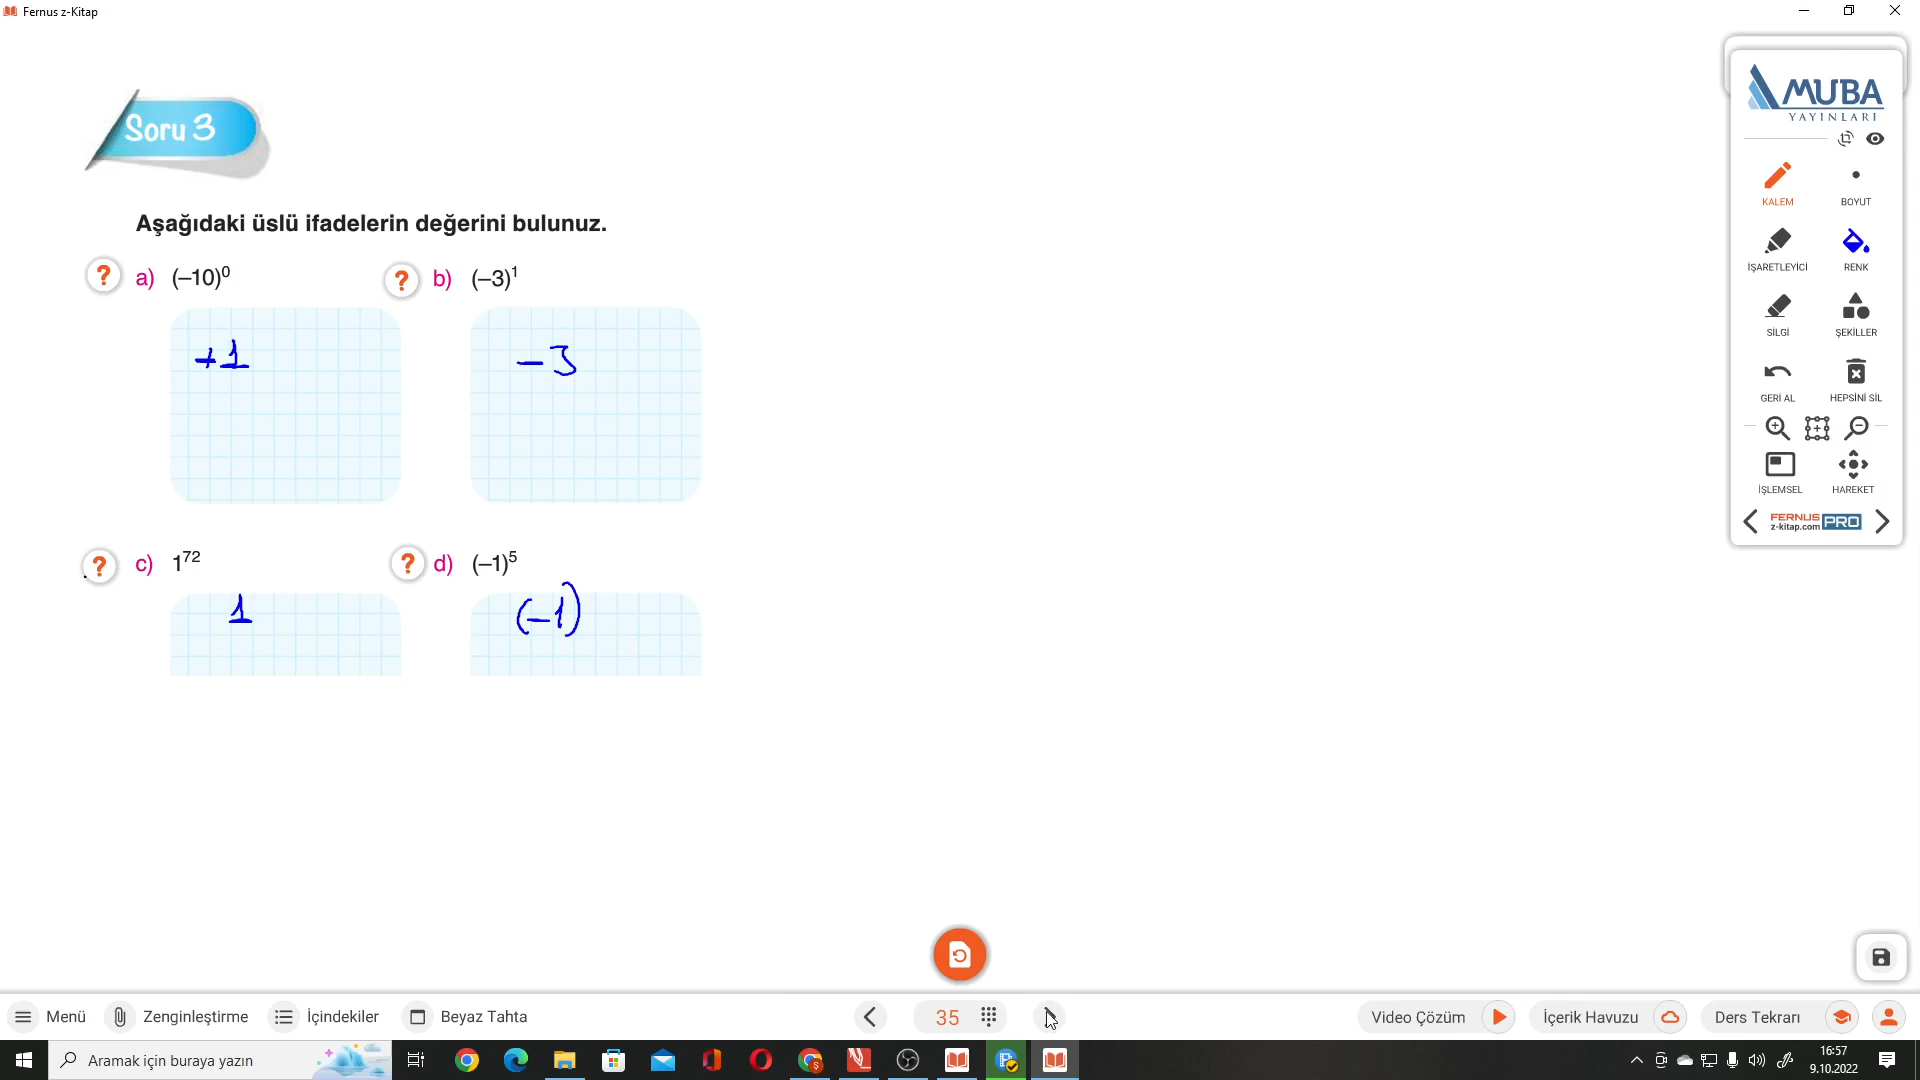 Fernus z-Kitap
Soru 3
Aşağıdaki üslü ifadelerin değerini bulunuz.
? a) (–10)⁰ ? b) (–3)¹
+1 −3
? c) 1⁷² ? d) (–1)⁵
1 (−1)
MUBA
YAYINLARI
KALEM BOYUT
İŞARETLEYİCİ RENK
SİLGİ ŞEKİLLER
GERİ AL HEPSİNİ SİL
İŞLEMSEL HAREKET
FERNUS
z-kitap.com PRO
Menü Zenginleştirme İçindekiler Beyaz Tahta 35 Video Çözüm İçerik Havuzu Ders Tekrarı
Aramak için buraya yazın
16:57
9.10.2022